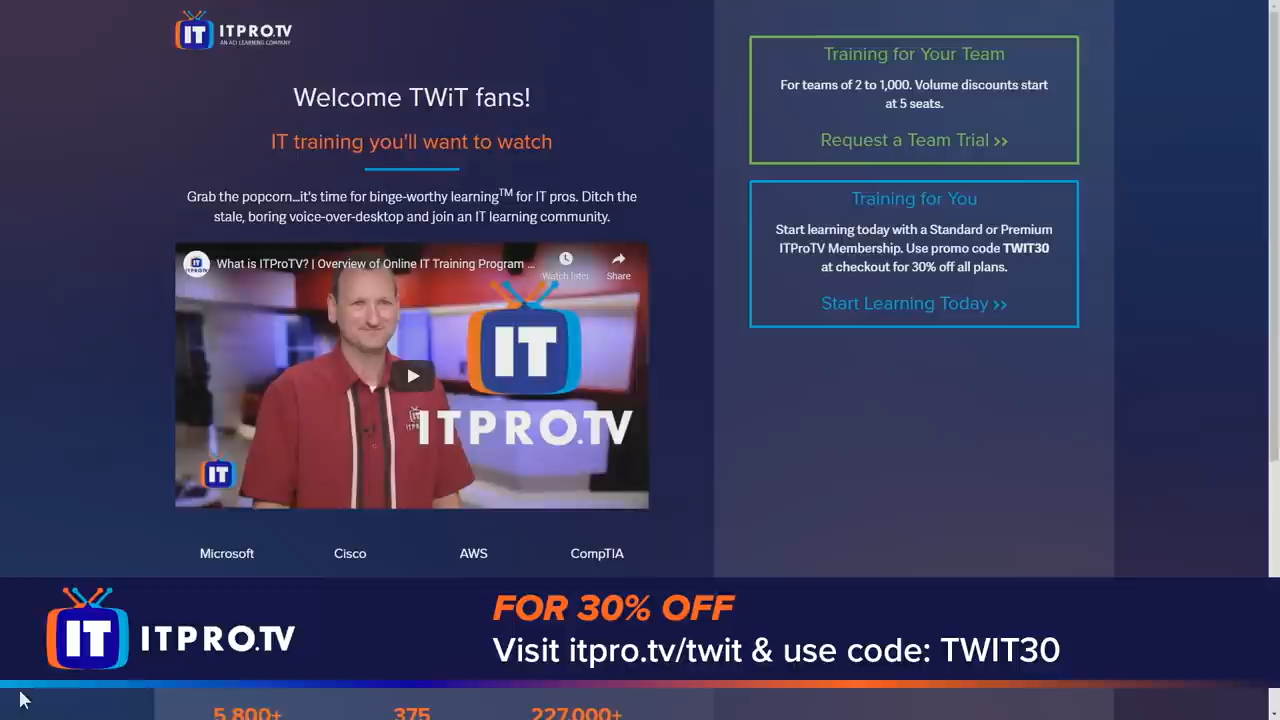 IT ITPRO.TV
AN ACI LEARNING COMPANY
Welcome TWiT fans!
IT training you'll want to watch
Grab the popcorn...it's time for binge-worthy learning™ for IT pros. Ditch the
stale, boring voice-over-desktop and join an IT learning community.
What is ITProTV? | Overview of Online IT Training Program ...
Watch later
Share
IT
ITPRO.TV
IT
Microsoft
Cisco
AWS
CompTIA
Training for Your Team
For teams of 2 to 1,000. Volume discounts start
at 5 seats.
Request a Team Trial >>
Training for You
Start learning today with a Standard or Premium
ITProTV Membership. Use promo code TWIT30
at checkout for 30% off all plans.
Start Learning Today >>
IT ITPRO.TV
FOR 30% OFF
Visit itpro.tv/twit & use code: TWIT30
5,800+
375
227,000+